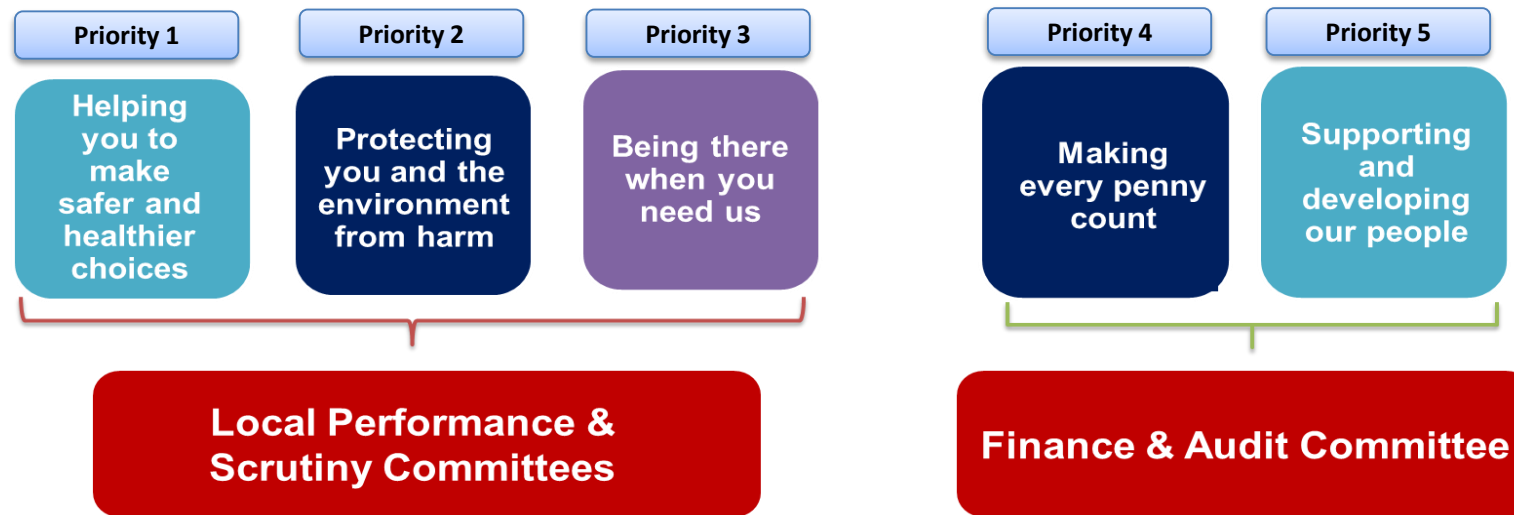 Priority 1
Priority 2
Priority 3
Priority 4
Priority 5
Helping
you to
make
safer and
healthier
choices
Protecting
you and the
environment
from harm
Being there
when you
need us
Making
every penny
count
Supporting
and
developing
our people
Local Performance &
Scrutiny Committees
Finance & Audit Committee